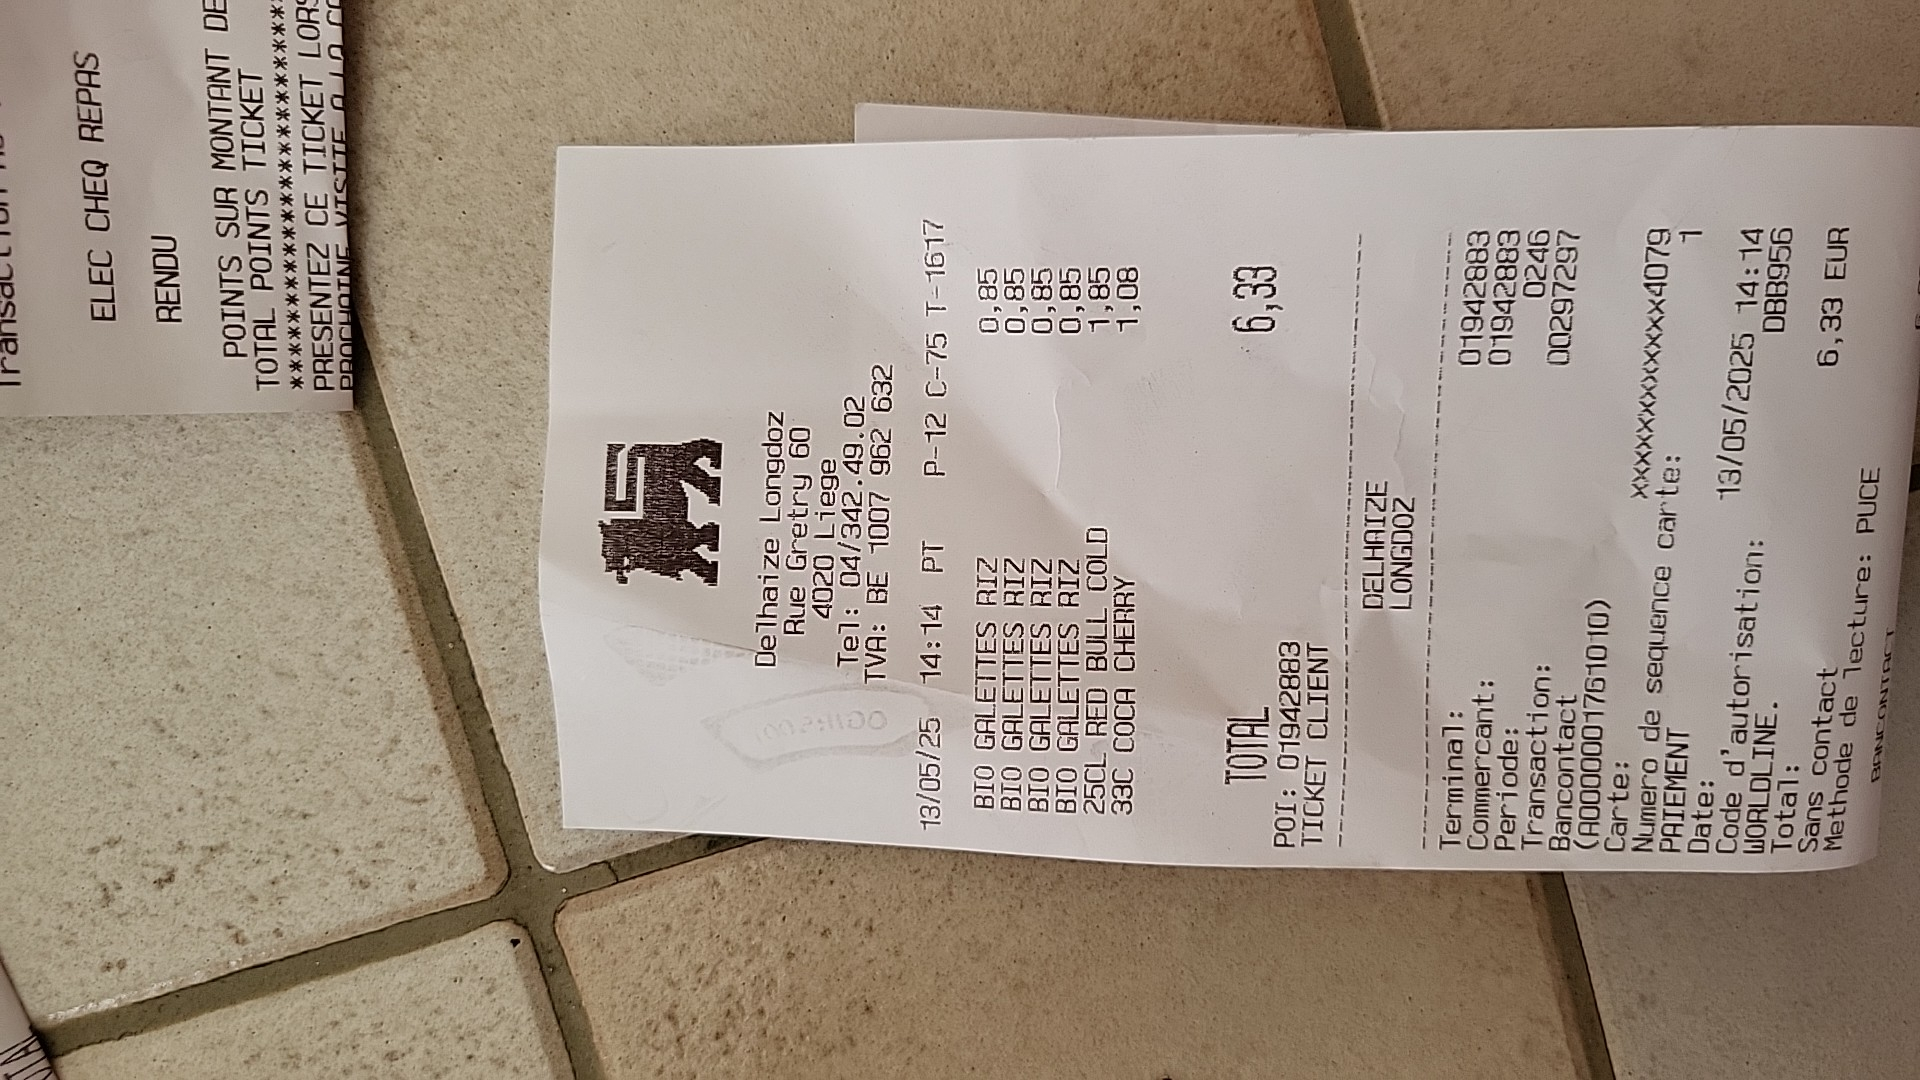 ELEC CHEQ REPAS
RENDU
POINTS SUR MONTANT DE
TOTAL POINTS TICKET
PRESENTEZ CE TICKET LORS
Delhaize Longdoz
Rue Gretry 60
4020 Liege
Tel: 04/342.49.02
TVA: BE 1007 962 632
13/05/25 14:14 PT P-12 C-75 T-1617
BIO GALETTES RIZ 0,85
BIO GALETTES RIZ 0,85
BIO GALETTES RIZ 0,85
BIO GALETTES RIZ 0,85
25CL RED BULL COLD 1,85
33C COCA CHERRY 1,08
TOTAL 6,33
POI: 01942883
TICKET CLIENT
DELHAIZE
LONGDOZ
Terminal: 01942883
Commercant: 01942883
Periode: 0246
Transaction: 00297297
Bancontact
(A0000001761010)
Carte: xxxxxxxxxxxxx4079
Numero de sequence carte: 1
PAIEMENT
Date: 13/05/2025 14:14
Code d'autorisation: DBB956
WORLDLINE.
Total: 6,33 EUR
Sans contact
Methode de lecture: PUCE
BANCONTACT